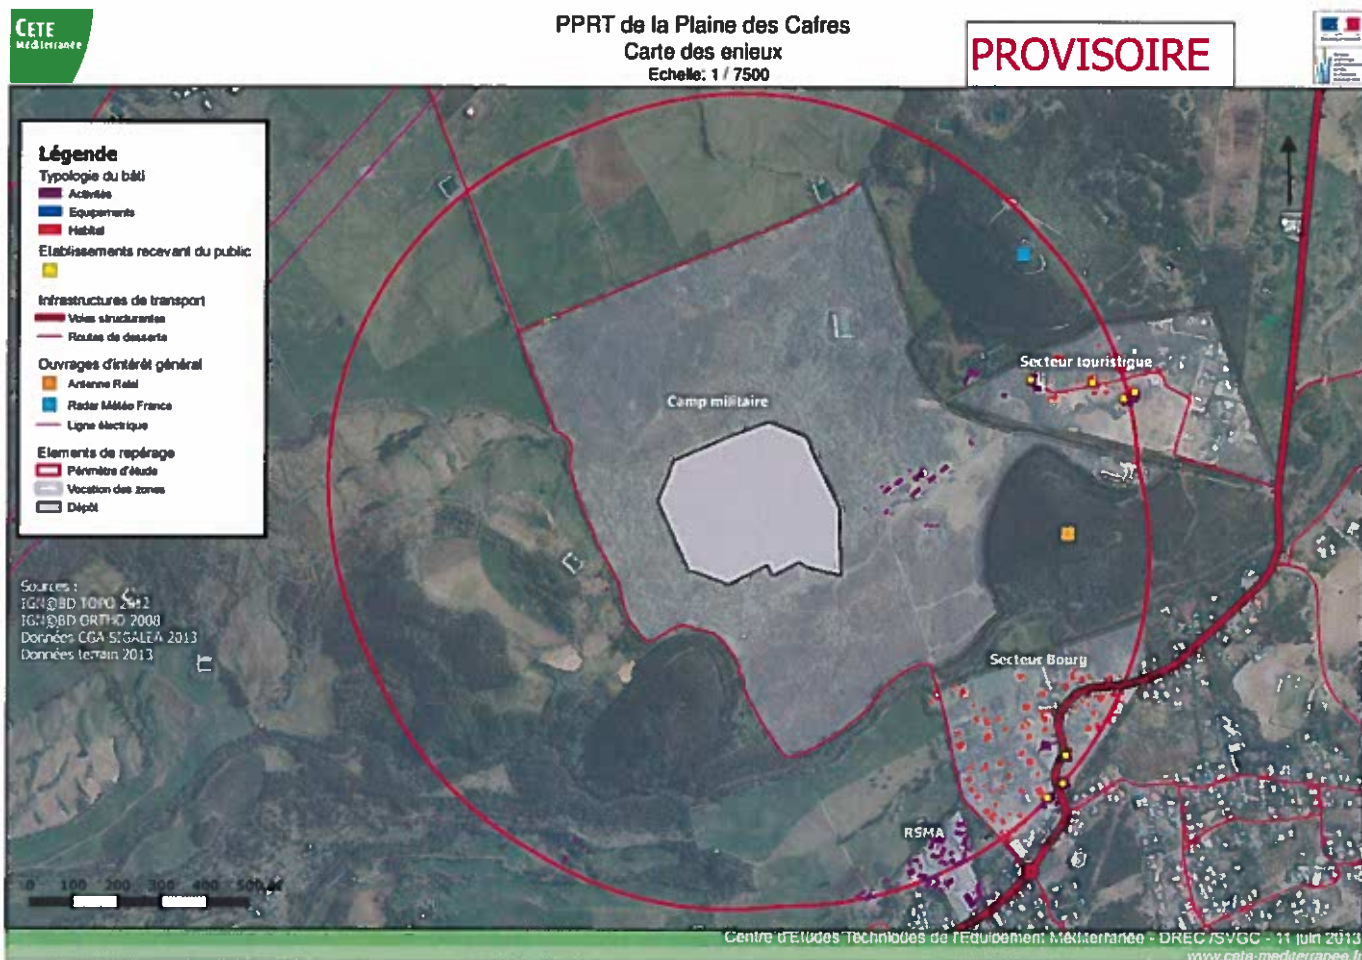 CETE
Méditerranée
PPRT de la Plaine des Cafres
Carte des enjeux
Echelle: 1 / 7500
PROVISOIRE
Légende
Typologie du bâti
Activités
Equipements
Habitat
Etablissements recevant du public
Infrastructures de transport
Voies structurantes
Routes de desserte
Ouvrages d'intérêt général
Antenne Relai
Radar Météo France
Ligne électrique
Elements de repérage
Périmètre d'étude
Vocation des zones
Dépôt
Sources :
IGN©BD TOPO 2012
IGN©BD ORTHO 2008
Données CGA-SIGALEA 2013
Données terrain 2013
Camp militaire
Secteur touristique
Secteur Bourg
RSMA
0 100 200 300 400 500 m
Centre d'Etudes Techniques de l'Equipement Méditerranée - DREC/SVGC - 11 juin 2013
www.cete-mediterranee.fr